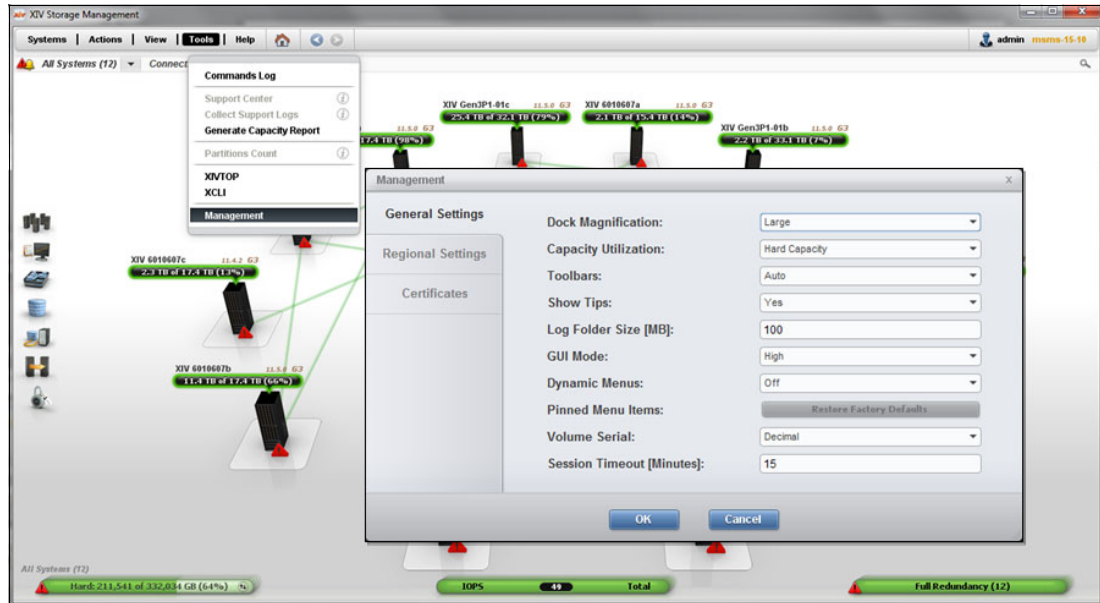 XIV XIV Storage Management
Systems | Actions | View | Tools | Help admin msms-15-10
All Systems (12) Connect
Commands Log
Support Center
Collect Support Logs
Generate Capacity Report
Partitions Count
XIVTOP
XCLI
Management
XIV Gen3P1-01c 11.5.0 G3
25.4 TB of 32.1 TB (79%)
XIV 6010607a 11.5.0 G3
2.1 TB of 15.4 TB (14%)
11.5.0 G3
17.4 TB (98%)
XIV Gen3P1-01b 11.5.0 G3
2.2 TB of 33.1 TB (7%)
XIV 6010607c 11.4.2 G3
2.3 TB of 17.4 TB (13%)
XIV 6010607b 11.5.0 G3
11.4 TB of 17.4 TB (66%)
Management x
General Settings
Regional Settings
Certificates
Dock Magnification: Large
Capacity Utilization: Hard Capacity
Toolbars: Auto
Show Tips: Yes
Log Folder Size [MB]: 100
GUI Mode: High
Dynamic Menus: Off
Pinned Menu Items: Restore Factory Defaults
Volume Serial: Decimal
Session Timeout [Minutes]: 15
OK Cancel
All Systems (12)
Hard: 211,541 of 332,034 GB (64%) IOPS 49 Total Full Redundancy (12)